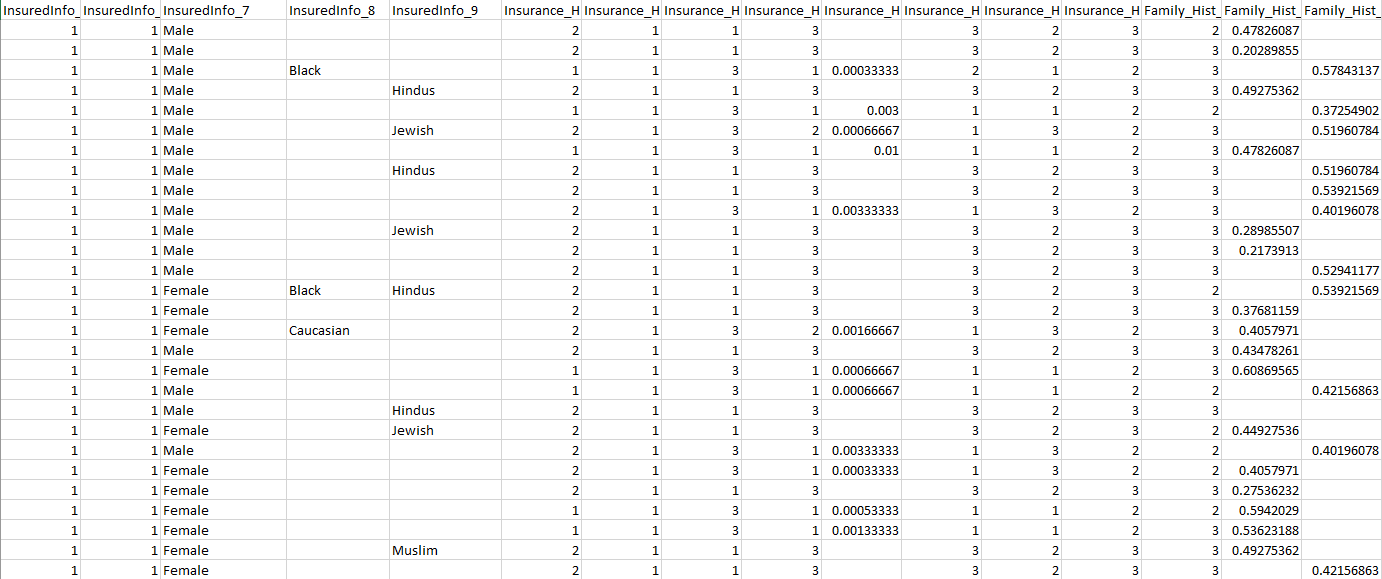 InsuredInfo_ InsuredInfo_ InsuredInfo_7 InsuredInfo_8 InsuredInfo_9 Insurance_H Insurance_H Insurance_H Insurance_H Insurance_H Insurance_H Insurance_H Insurance_H Family_Hist_ Family_Hist_ Family_Hist_
1 1 Male 2 1 1 3 3 2 3 2 0.47826087
1 1 Male 2 1 1 3 3 2 3 3 0.20289855
1 1 Male Black 1 1 3 1 0.00033333 2 1 2 3 0.57843137
1 1 Male Hindus 2 1 1 3 3 2 3 3 0.49275362
1 1 Male 1 1 3 1 0.003 1 1 2 2 0.37254902
1 1 Male Jewish 2 1 3 2 0.00066667 1 3 2 3 0.51960784
1 1 Male 1 1 3 1 0.01 1 1 2 3 0.47826087
1 1 Male Hindus 2 1 1 3 3 2 3 3 0.51960784
1 1 Male 2 1 1 3 3 2 3 3 0.53921569
1 1 Male 2 1 3 1 0.00333333 1 3 2 3 0.40196078
1 1 Male Jewish 2 1 1 3 3 2 3 3 0.28985507
1 1 Male 2 1 1 3 3 2 3 3 0.2173913
1 1 Male 2 1 1 3 3 2 3 3 0.52941177
1 1 Female Black Hindus 2 1 1 3 3 2 3 2 0.53921569
1 1 Female 2 1 1 3 3 2 3 3 0.37681159
1 1 Female Caucasian 2 1 3 2 0.00166667 1 3 2 3 0.4057971
1 1 Male 2 1 1 3 3 2 3 3 0.43478261
1 1 Female 1 1 3 1 0.00066667 1 1 2 3 0.60869565
1 1 Male 1 1 3 1 0.00066667 1 1 2 2 0.42156863
1 1 Male Hindus 2 1 1 3 3 2 3 3
1 1 Female Jewish 2 1 1 3 3 2 3 2 0.44927536
1 1 Male 2 1 3 1 0.00333333 1 3 2 2 0.40196078
1 1 Female 2 1 3 1 0.00033333 1 3 2 2 0.4057971
1 1 Female 2 1 1 3 3 2 3 3 0.27536232
1 1 Female 1 1 3 1 0.00053333 1 1 2 2 0.5942029
1 1 Female 1 1 3 1 0.00133333 1 1 2 3 0.53623188
1 1 Female Muslim 2 1 1 3 3 2 3 3 0.49275362
1 1 Female 2 1 1 3 3 2 3 3 0.42156863